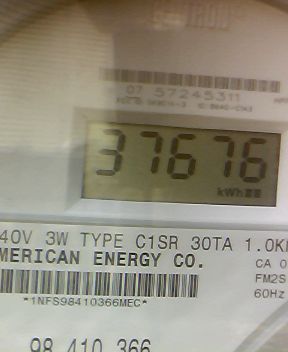 07 57245311
37676
kWh
40V 3W TYPE C1SR 30TA 1.0K
MERICAN ENERGY CO.
CA 0
FM2S
60Hz
*1NFS98410366MEC*
98 410 366